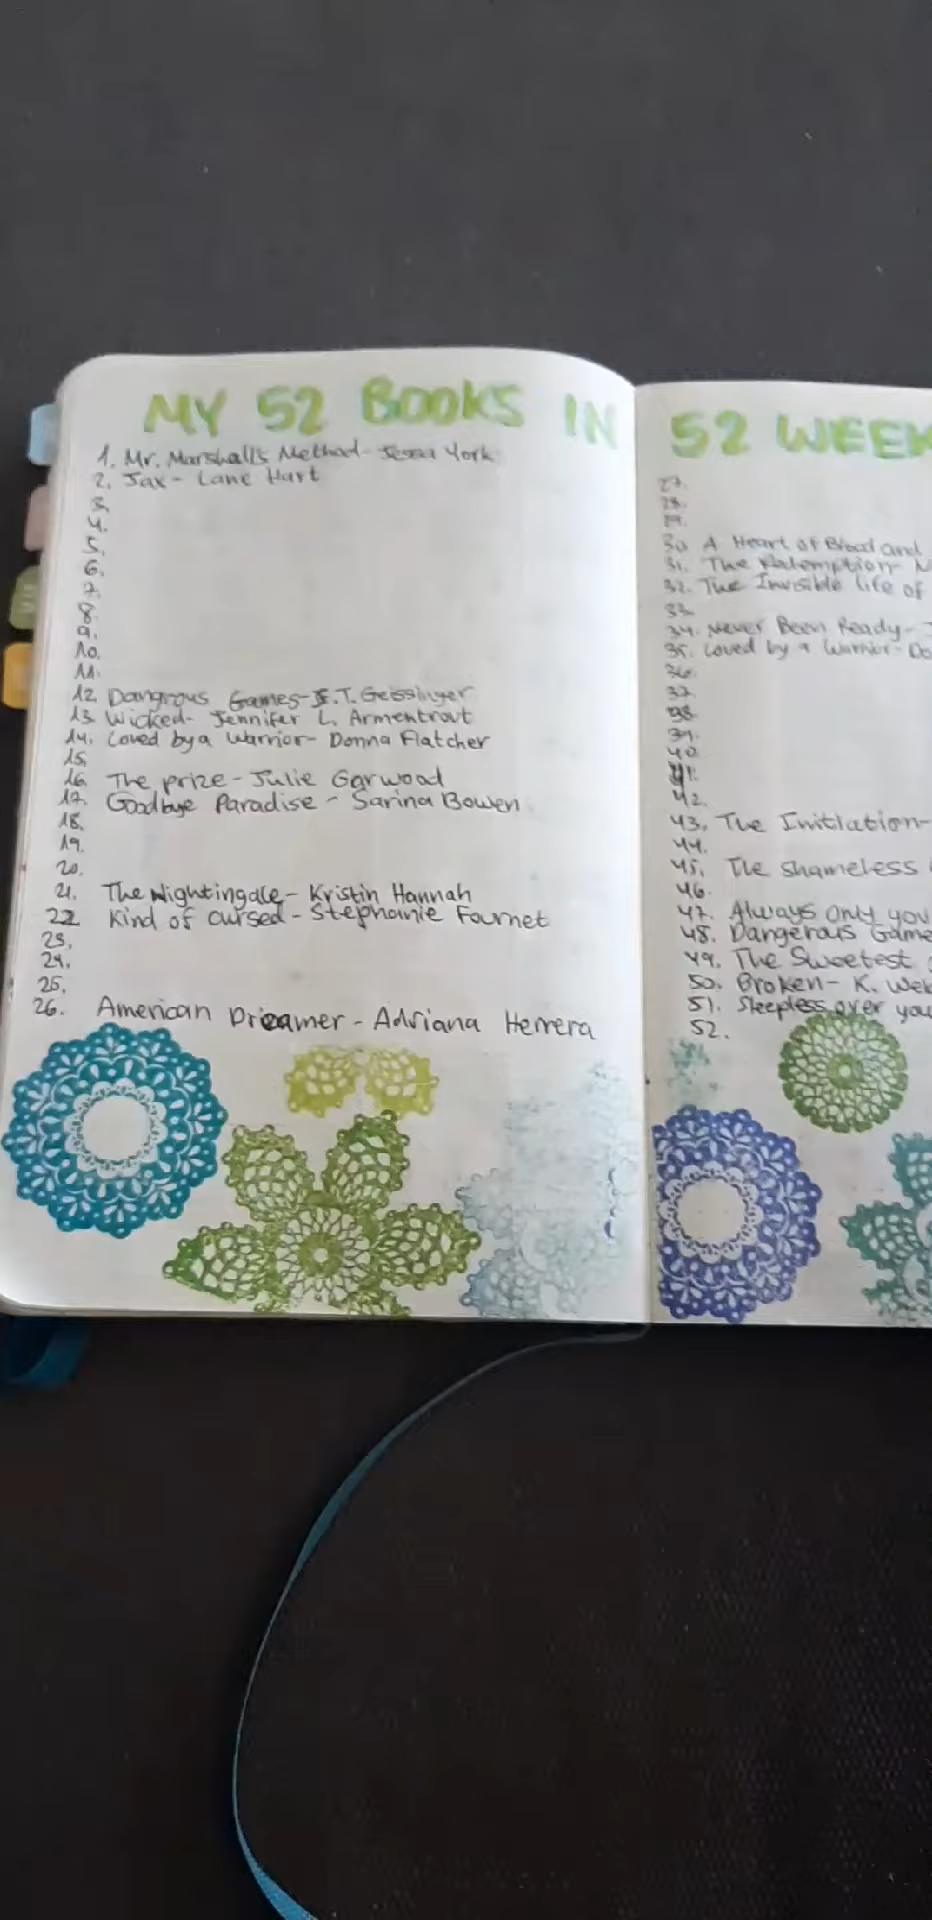 MY 52 BOOKS IN
1. Mr. Marshall's Method - Jessa York
2. Jax - Lane Hart
3.
4.
5.
6.
7.
8.
9.
10.
11.
12. Dangrous Games - J.T. Geissinger
13. Wicked - Jennifer L. Armentrout
14. Loved by a Warrior - Donna Flatcher
15.
16. The prize - Julie Garwood
17. Goodbye Paradise - Sarina Bowen
18.
19.
20.
21. The Nightingale - Kristin Hannah
22 Kind of cursed - Stephanie Fournet
23.
24.
25.
26. American Dreamer - Adriana Herrera
52 WEEK
27.
28.
29.
30. A Heart of Blood and
31. The Redemption -
32. The Invisible life of
33.
34. Never Been Ready -
35. Loved by a Warrior - Do
36.
37.
38.
39.
40.
41.
42.
43. The Initiation -
44.
45. The shameless
46.
47. Always only you
48. Dangerous Game
49. The Sweetest
50. Broken - K. Web
51. Sleepless over you
52.